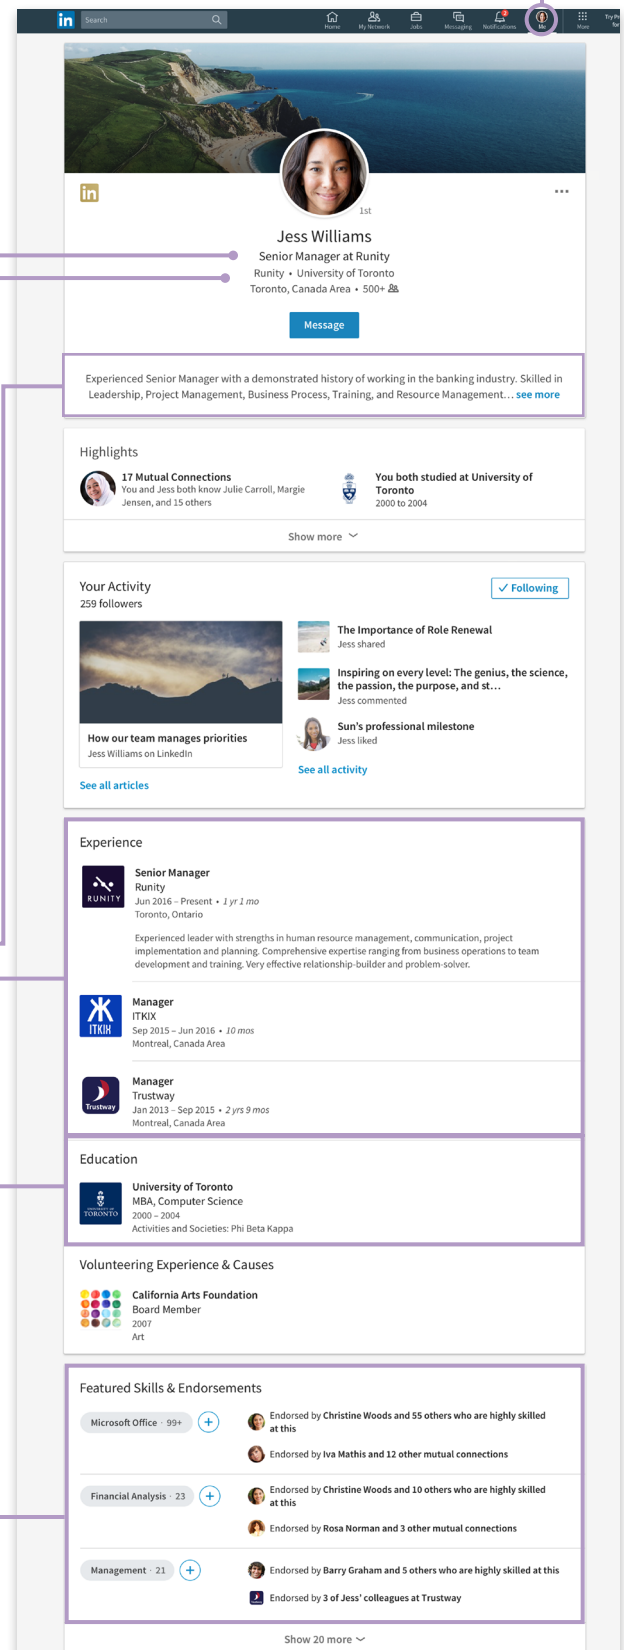 in Search
Home My Network Jobs Messaging Notifications Me More Try Pr
for
in
1st
Jess Williams
Senior Manager at Runity
Runity • University of Toronto
Toronto, Canada Area • 500+
Message
Experienced Senior Manager with a demonstrated history of working in the banking industry. Skilled in
Leadership, Project Management, Business Process, Training, and Resource Management… see more
Highlights
17 Mutual Connections
You and Jess both know Julie Carroll, Margie
Jensen, and 15 others
You both studied at University of
Toronto
2000 to 2004
Show more
Your Activity
259 followers
Following
How our team manages priorities
Jess Williams on LinkedIn
See all articles
The Importance of Role Renewal
Jess shared
Inspiring on every level: The genius, the science,
the passion, the purpose, and st…
Jess commented
Sun's professional milestone
Jess liked
See all activity
Experience
RUNITY
Senior Manager
Runity
Jun 2016 – Present • 1 yr 1 mo
Toronto, Ontario
Experienced leader with strengths in human resource management, communication, project
implementation and planning. Comprehensive expertise ranging from business operations to team
development and training. Very effective relationship-builder and problem-solver.
ITKIX
Manager
ITKIX
Sep 2015 – Jun 2016 • 10 mos
Montreal, Canada Area
Trustway
Manager
Trustway
Jan 2013 – Sep 2015 • 2 yrs 9 mos
Montreal, Canada Area
Education
UNIVERSITY OF
TORONTO
University of Toronto
MBA, Computer Science
2000 – 2004
Activities and Societies: Phi Beta Kappa
Volunteering Experience & Causes
California Arts Foundation
Board Member
2007
Art
Featured Skills & Endorsements
Microsoft Office · 99+
Endorsed by Christine Woods and 55 others who are highly skilled
at this
Endorsed by Iva Mathis and 12 other mutual connections
Financial Analysis · 23
Endorsed by Christine Woods and 10 others who are highly skilled
at this
Endorsed by Rosa Norman and 3 other mutual connections
Management · 21
Endorsed by Barry Graham and 5 others who are highly skilled at this
Endorsed by 3 of Jess' colleagues at Trustway
Show 20 more